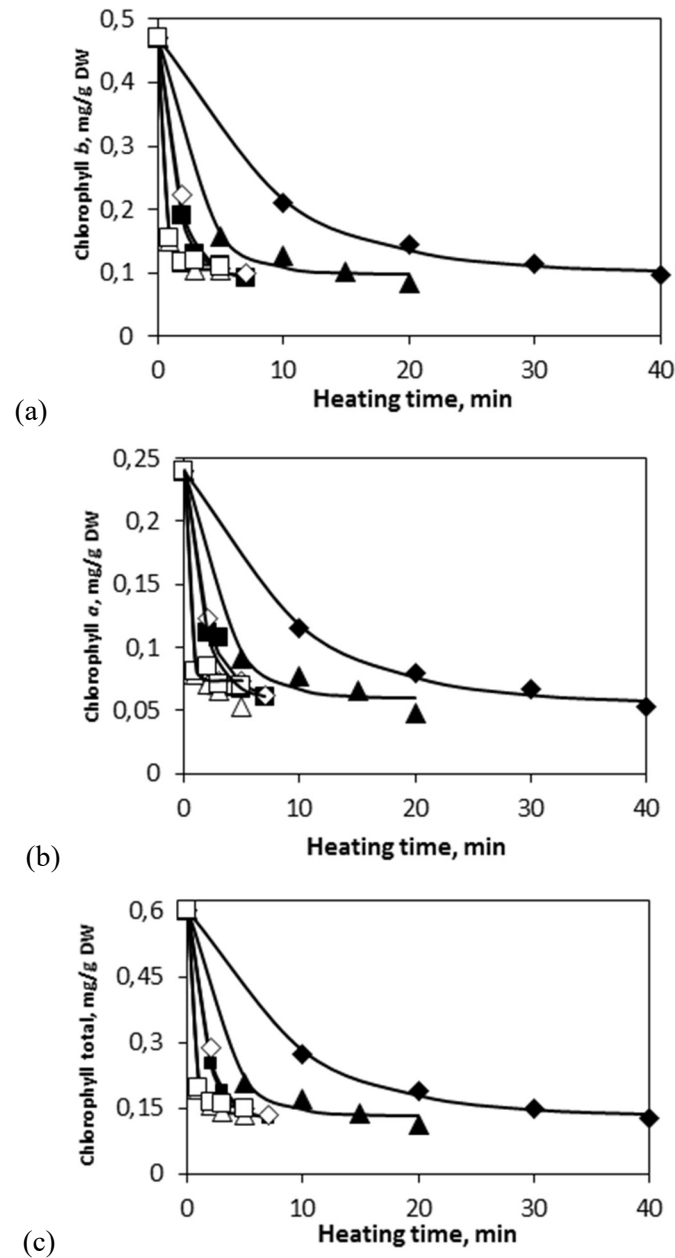 Chlorophyll b, mg/g DW
0,5
0,4
0,3
0,2
0,1
0
0 10 20 30 40
Heating time, min
(a)
Chlorophyll a, mg/g DW
0,25
0,2
0,15
0,1
0,05
0
0 10 20 30 40
Heating time, min
(b)
Chlorophyll total, mg/g DW
0,6
0,45
0,3
0,15
0
0 10 20 30 40
Heating time, min
(c)